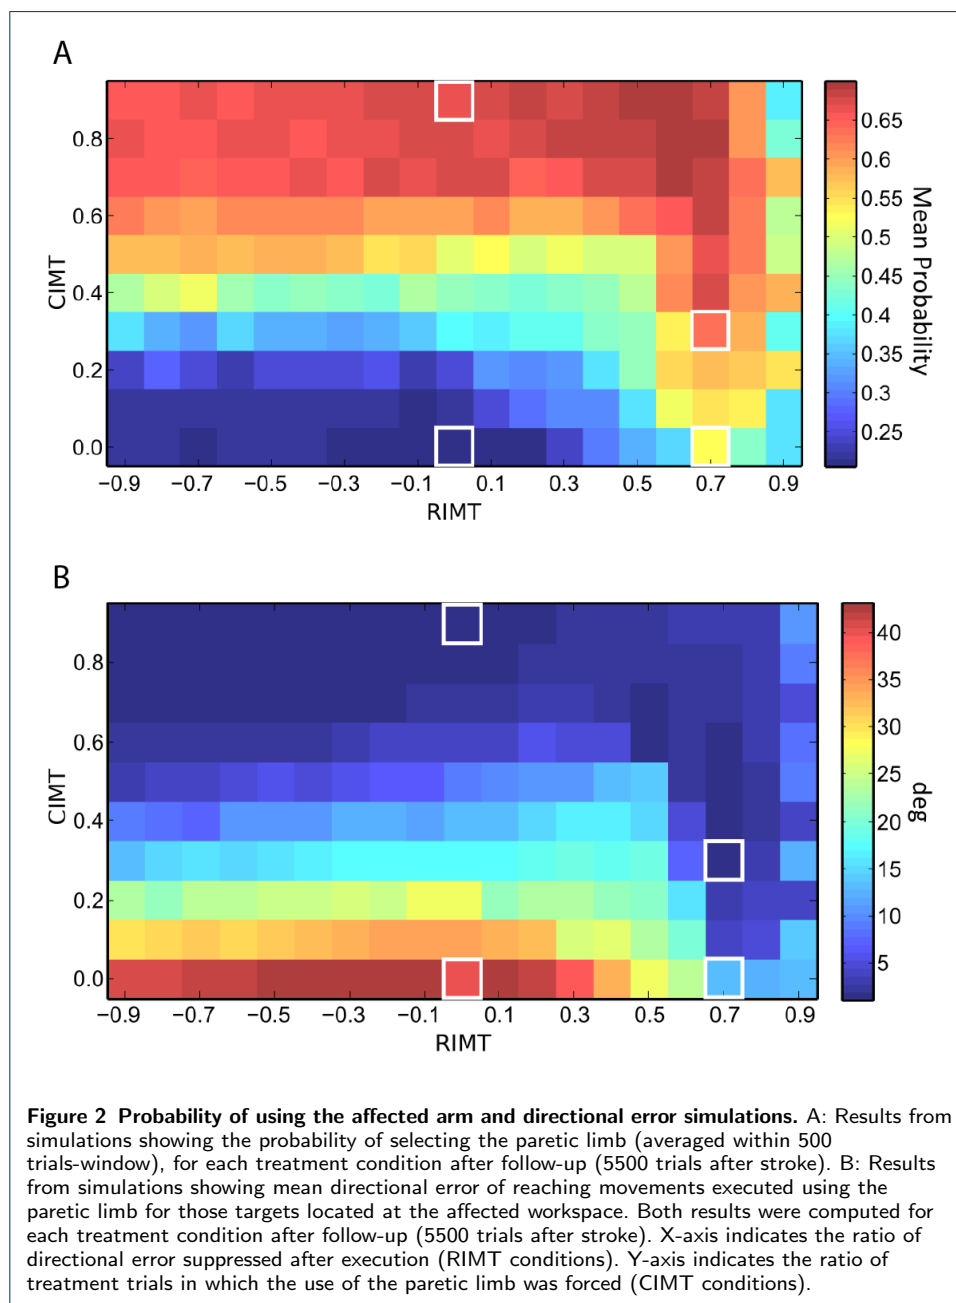 A
0.8
0.6
0.4
0.2
0.0
CIMT
−0.9 −0.7 −0.5 −0.3 −0.1 0.1 0.3 0.5 0.7 0.9
RIMT
0.65
0.6
0.55
0.5
0.45
0.4
0.35
0.3
0.25
Mean Probability
B
0.8
0.6
0.4
0.2
0.0
CIMT
−0.9 −0.7 −0.5 −0.3 −0.1 0.1 0.3 0.5 0.7 0.9
RIMT
40
35
30
25
20
15
10
5
deg
Figure 2 Probability of using the affected arm and directional error simulations. A: Results from
simulations showing the probability of selecting the paretic limb (averaged within 500
trials-window), for each treatment condition after follow-up (5500 trials after stroke). B: Results
from simulations showing mean directional error of reaching movements executed using the
paretic limb for those targets located at the affected workspace. Both results were computed for
each treatment condition after follow-up (5500 trials after stroke). X-axis indicates the ratio of
directional error suppressed after execution (RIMT conditions). Y-axis indicates the ratio of
treatment trials in which the use of the paretic limb was forced (CIMT conditions).